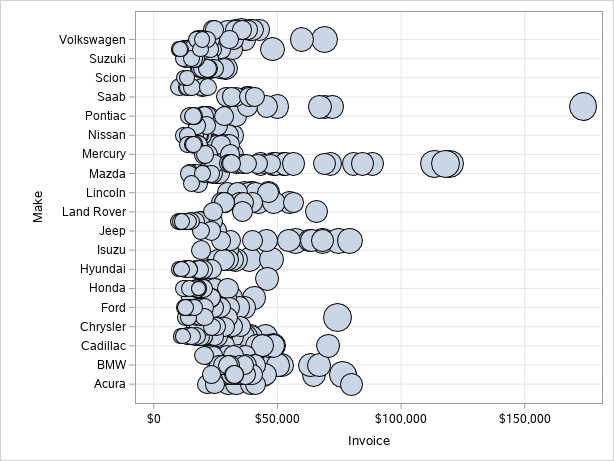 Volkswagen
Suzuki
Scion
Saab
Pontiac
Nissan
Mercury
Mazda
Lincoln
Land Rover
Jeep
Isuzu
Hyundai
Honda
Ford
Chrysler
Cadillac
BMW
Acura
Make
$0 $50,000 $100,000 $150,000
Invoice